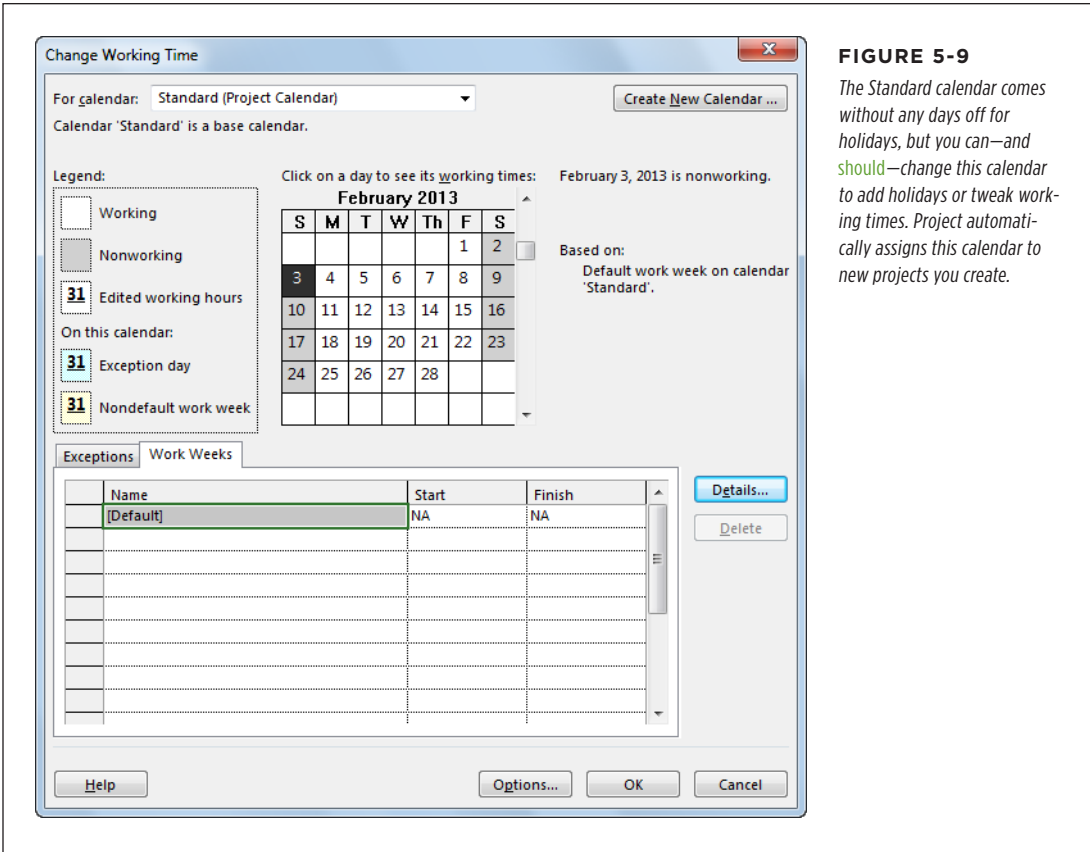 Change Working Time
For calendar: Standard (Project Calendar)
Create New Calendar ...
Calendar 'Standard' is a base calendar.
Legend:
Working
Nonworking
31 Edited working hours
On this calendar:
31 Exception day
31 Nondefault work week
Click on a day to see its working times:
February 2013
S M T W Th F S
1 2
3 4 5 6 7 8 9
10 11 12 13 14 15 16
17 18 19 20 21 22 23
24 25 26 27 28
February 3, 2013 is nonworking.
Based on:
Default work week on calendar
'Standard'.
Exceptions Work Weeks
Name Start Finish
[Default] NA NA
Details...
Delete
Help Options... OK Cancel
FIGURE 5-9
The Standard calendar comes
without any days off for
holidays, but you can—and
should—change this calendar
to add holidays or tweak work-
ing times. Project automati-
cally assigns this calendar to
new projects you create.